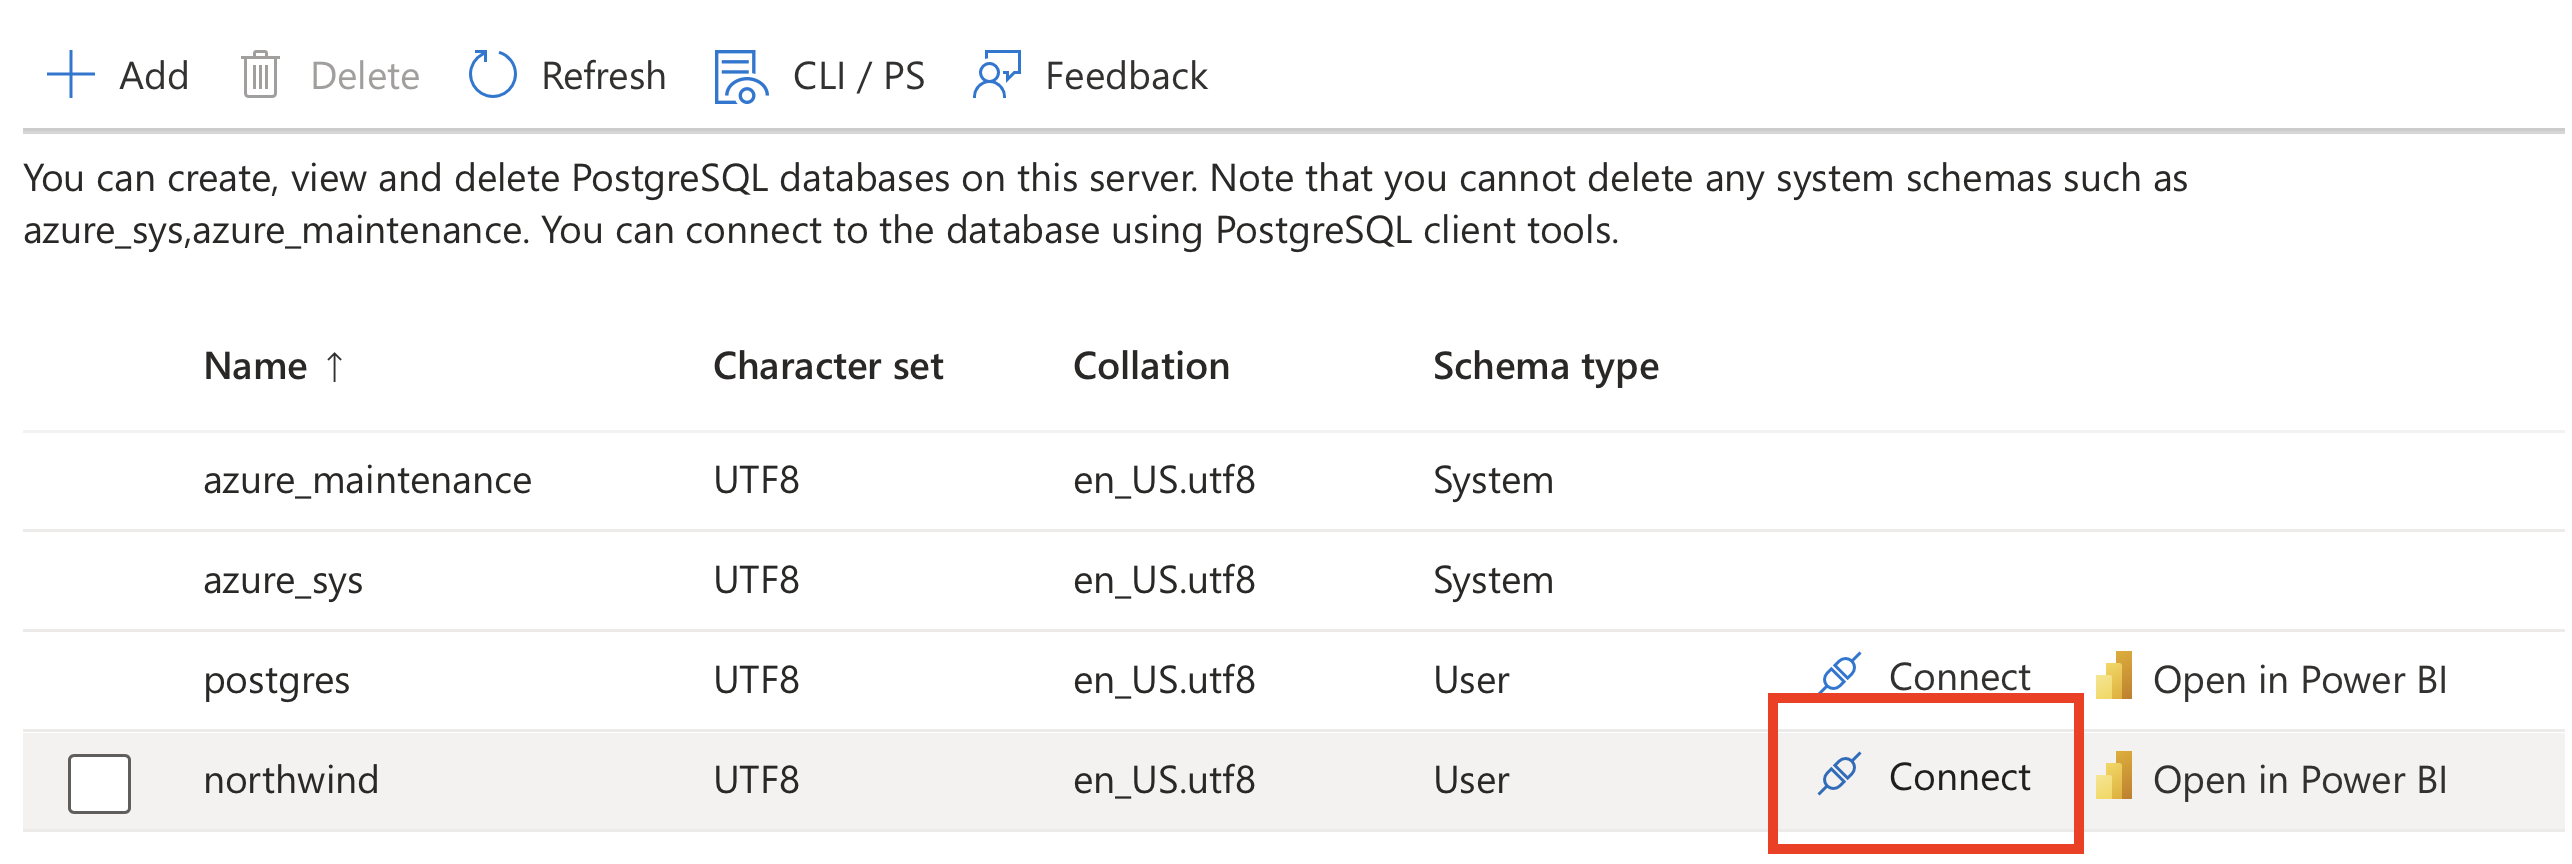 Add Delete Refresh CLI / PS Feedback
You can create, view and delete PostgreSQL databases on this server. Note that you cannot delete any system schemas such as
azure_sys,azure_maintenance. You can connect to the database using PostgreSQL client tools.
Name ↑ Character set Collation Schema type
azure_maintenance UTF8 en_US.utf8 System
azure_sys UTF8 en_US.utf8 System
postgres UTF8 en_US.utf8 User Connect Open in Power BI
northwind UTF8 en_US.utf8 User Connect Open in Power BI